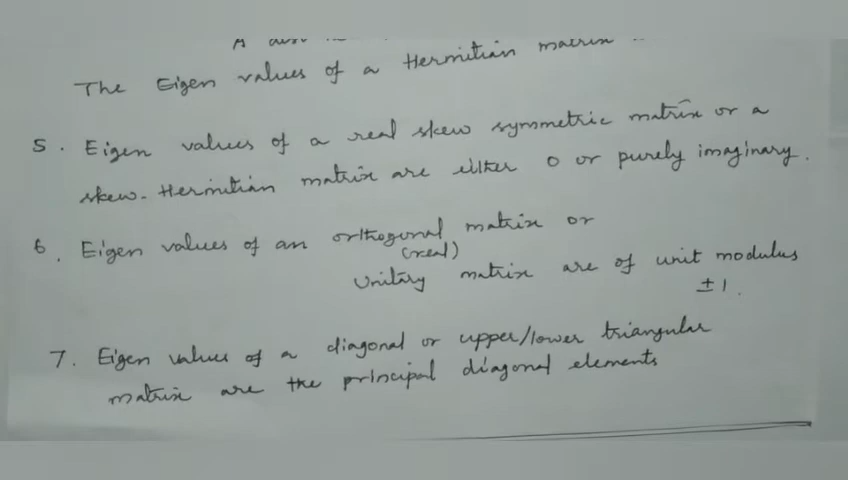 The Eigen values of a Hermitian matrix
5. Eigen values of a real skew symmetric matrix or a
skew-Hermitian matrix are either 0 or purely imaginary.
6. Eigen values of an orthogonal matrix or
(real)
Unitary matrix are of unit modulus
±1.
7. Eigen values of a diagonal or upper/lower triangular
matrix are the principal diagonal elements